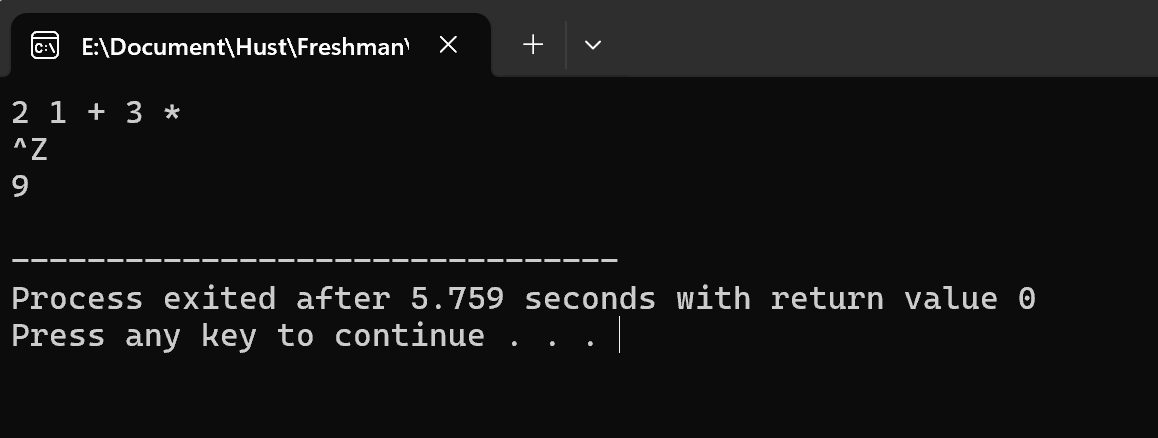 E:\Document\Hust\Freshman\
2 1 + 3 *
^Z
9
--------------------------------
Process exited after 5.759 seconds with return value 0
Press any key to continue . . .